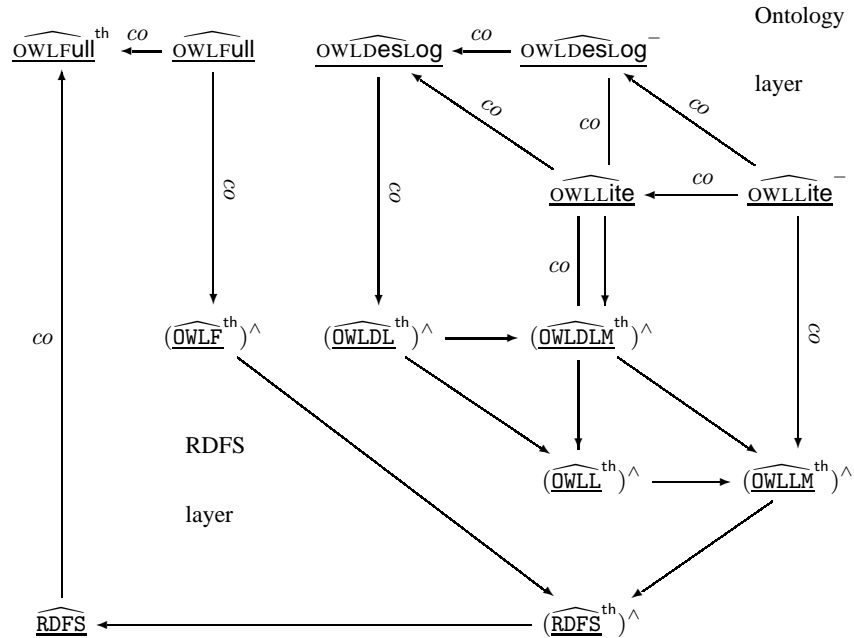 Ontology
OWLFull^th co OWLFull OWLDesLog co OWLDesLog^−
layer
co co
co
OWLLite co OWLLite^−
co co
co
co co
(OWLF^th)^∧ (OWLDL^th)^∧ (OWLDLM^th)^∧
RDFS
(OWLL^th)^∧ (OWLLM^th)^∧
layer
RDFS (RDFS^th)^∧